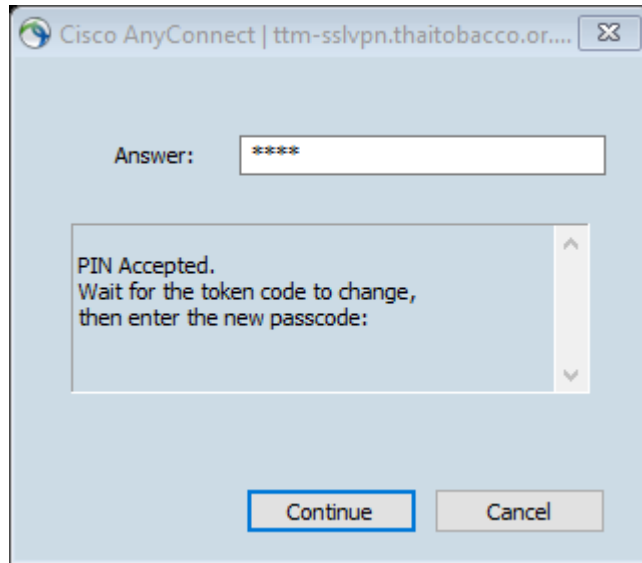 Cisco AnyConnect | ttm-sslvpn.thaitobacco.or....
Answer: ****
PIN Accepted.
Wait for the token code to change,
then enter the new passcode:
Continue Cancel